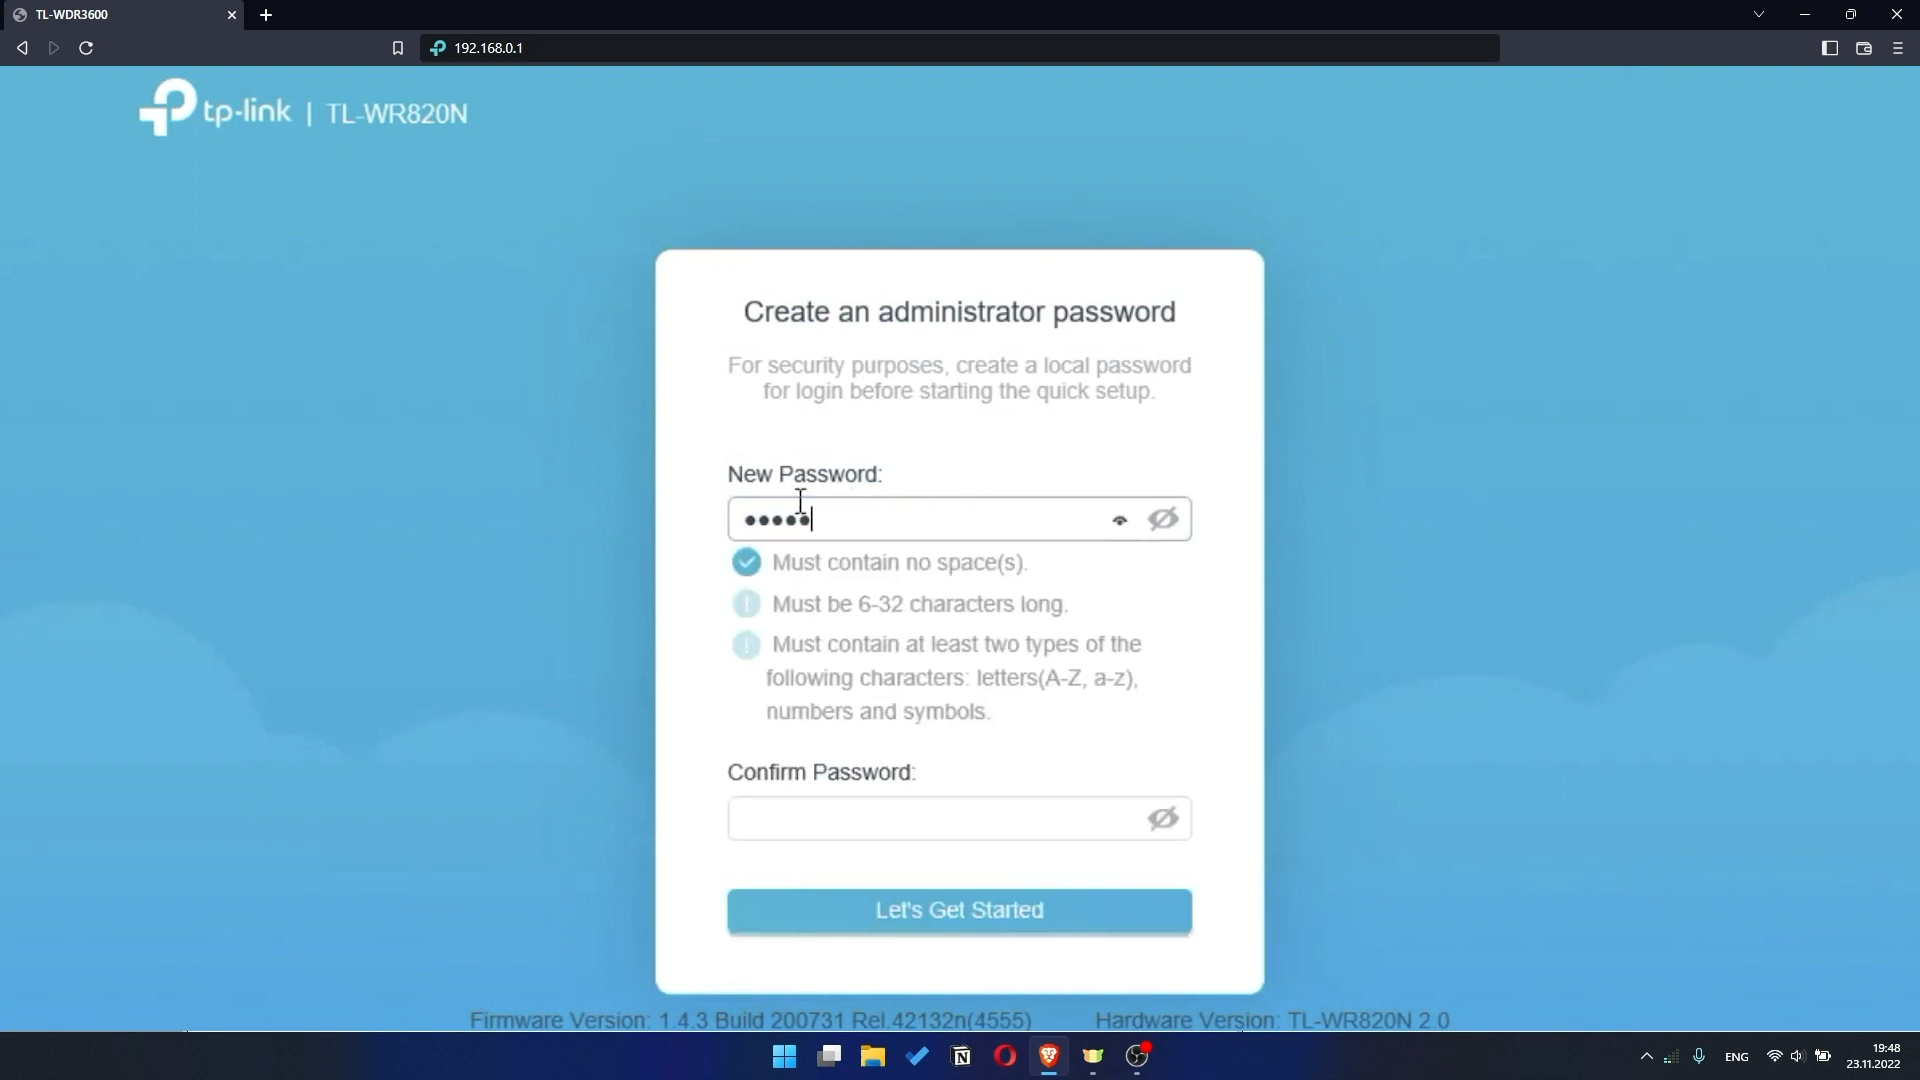 TL-WDR3600
192.168.0.1
tp-link | TL-WR820N
Create an administrator password
For security purposes, create a local password
for login before starting the quick setup.
New Password:
•••••
Must contain no space(s).
! Must be 6-32 characters long.
! Must contain at least two types of the
following characters: letters(A-Z, a-z),
numbers and symbols.
Confirm Password:
Let's Get Started
Firmware Version: 1.4.3 Build 200731 Rel.42132n(4555) Hardware Version: TL-WR820N 2.0
ENG
19:48
23.11.2022